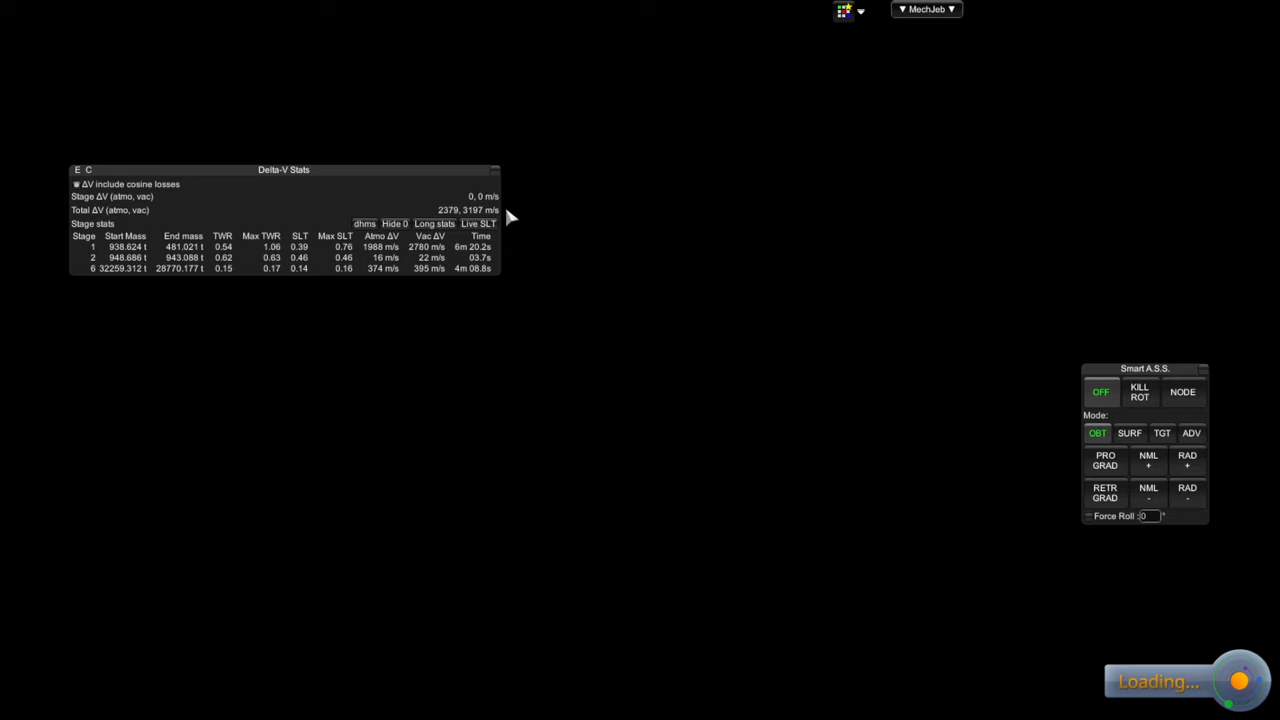 ▼ MechJeb ▼
E C Delta-V Stats
ΔV include cosine losses
Stage ΔV (atmo, vac) 0, 0 m/s
Total ΔV (atmo, vac) 2379, 3197 m/s
Stage stats dhms Hide 0 Long stats Live SLT
Stage Start Mass End mass TWR Max TWR SLT Max SLT Atmo ΔV Vac ΔV Time
1 938.624 t 481.021 t 0.54 1.06 0.39 0.76 1988 m/s 2780 m/s 6m 20.2s
2 948.686 t 943.088 t 0.62 0.63 0.46 0.46 16 m/s 22 m/s 03.7s
6 32259.312 t 28770.177 t 0.15 0.17 0.14 0.16 374 m/s 395 m/s 4m 08.8s
Smart A.S.S.
OFF KILL ROT NODE
Mode:
OBT SURF TGT ADV
PRO GRAD NML + RAD +
RETR GRAD NML - RAD -
Force Roll : 0 °
Loading...